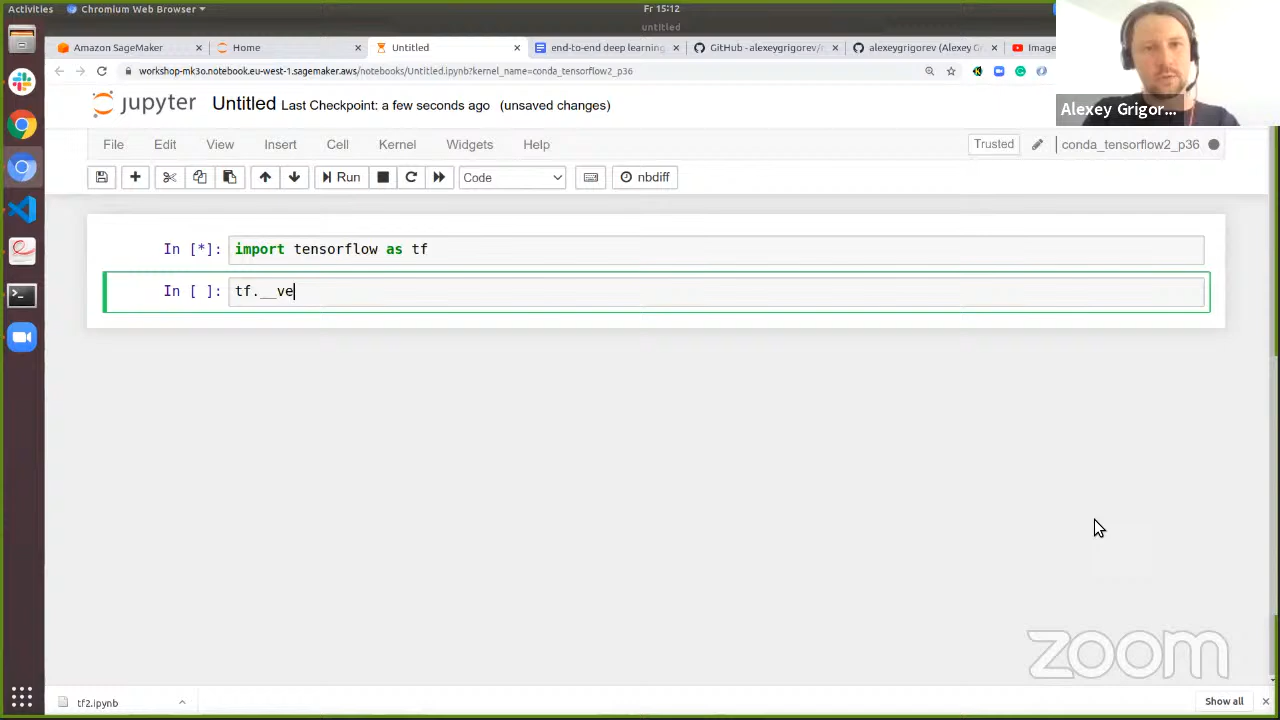 Activities
Chromium Web Browser
Fr 15:12
untitled
Amazon SageMaker
Home
Untitled
end-to-end deep learning
GitHub - alexeygrigorev/
alexeygrigorev (Alexey Gri
Image
workshop-mk3o.notebook.eu-west-1.sagemaker.aws/notebooks/Untitled.ipynb?kernel_name=conda_tensorflow2_p36
Alexey Grigor...
jupyter Untitled Last Checkpoint: a few seconds ago (unsaved changes)
File Edit View Insert Cell Kernel Widgets Help
Trusted
conda_tensorflow2_p36
Run
Code
nbdiff
In [*]: import tensorflow as tf
In [ ]: tf.__ve
zoom
tf2.ipynb
Show all